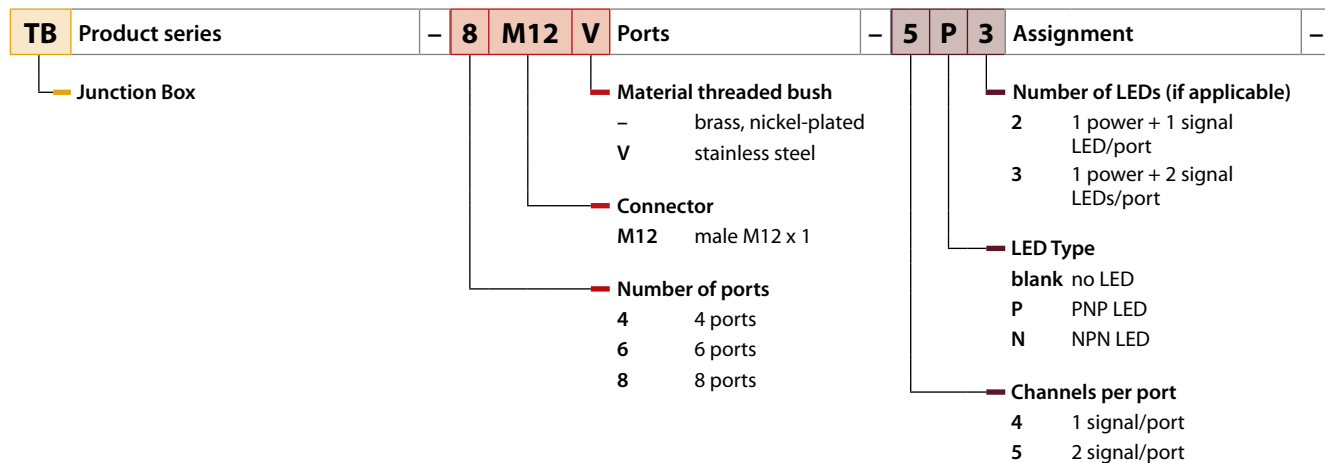 TB Product series – 8 M12 V Ports – 5 P 3 Assignment –
Junction Box
Material threaded bush
– brass, nickel-plated
V stainless steel
Connector
M12 male M12 x 1
Number of ports
4 4 ports
6 6 ports
8 8 ports
Number of LEDs (if applicable)
2 1 power + 1 signal
LED/port
3 1 power + 2 signal
LEDs/port
LED Type
blank no LED
P PNP LED
N NPN LED
Channels per port
4 1 signal/port
5 2 signal/port